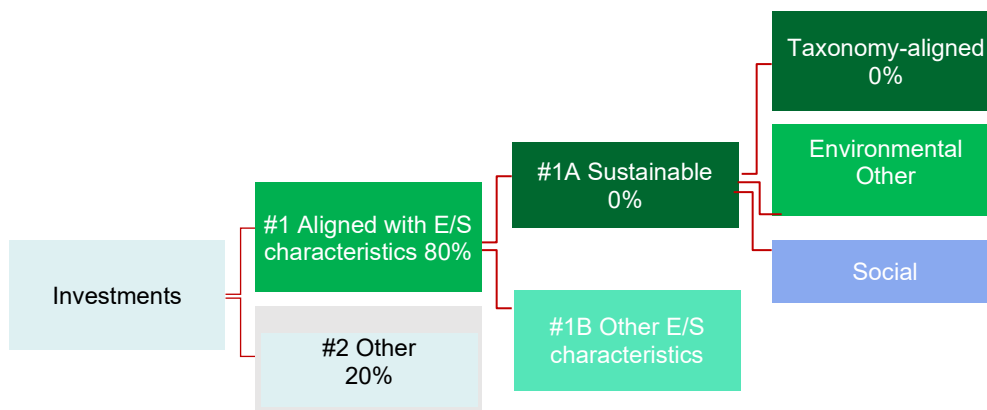 Investments
#1 Aligned with E/S
characteristics 80%
#2 Other
20%
#1A Sustainable
0%
#1B Other E/S
characteristics
Taxonomy-aligned
0%
Environmental
Other
Social